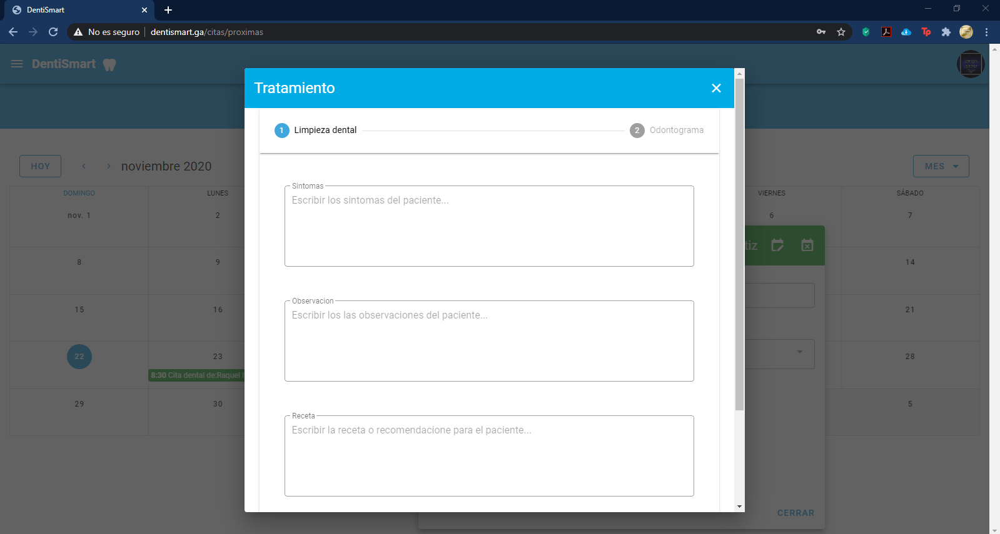 DentiSmart
No es seguro dentismart.ga/citas/proximas
DentiSmart
Tratamiento
1 Limpieza dental 2 Odontograma
HOY noviembre 2020 MES
DOMINGO LUNES VIERNES SÁBADO
nov. 1 2 6 7
Sintomas
Escribir los sintomas del paciente...
tiz
8 9 14
Observacion
Escribir los las observaciones del paciente...
15 16 21
22 23 28
8:30 Cita dental de:Raquel
29 30 5
Receta
Escribir la receta o recomendacione para el paciente...
CERRAR